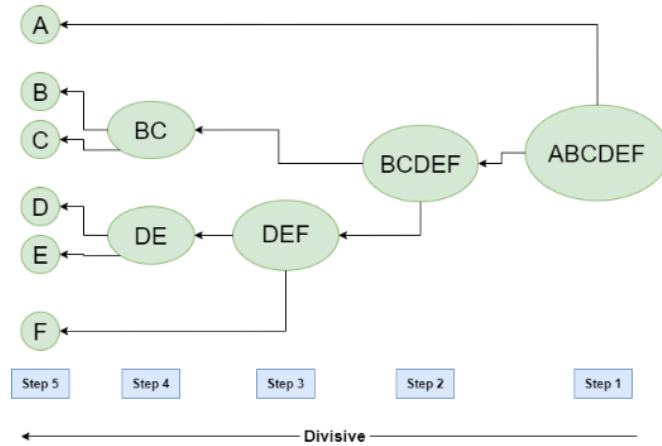 A
B
C
BC
ABCDEF
BCDEF
D
E
DE
DEF
F
Step 5
Step 4
Step 3
Step 2
Step 1
Divisive